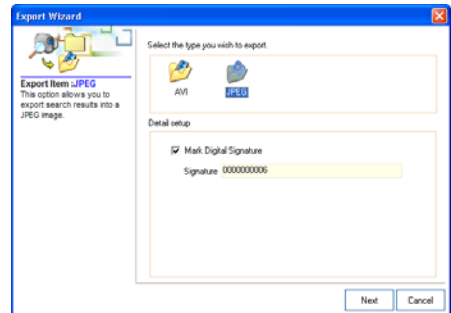 Export Wizard
Select the type you wish to export.
AVI
JPEG
Export Item :JPEG
This option allows you to
export search results into a
JPEG image.
Detail setup
Mark Digital Signature
Signature 0000000006
Next
Cancel